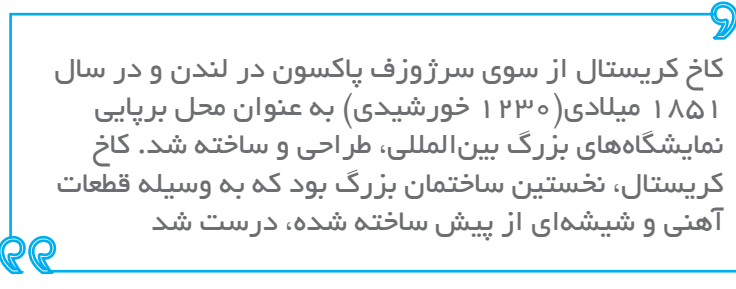 کاخ کریستال از سوی سرژوزف پاکسون در لندن و در سال
۱۸۵۱ میلادی(۱۲۳۰ خورشیدی) به عنوان محل برپایی
نمایشگاه‌های بزرگ بین‌المللی، طراحی و ساخته شد. کاخ
کریستال، نخستین ساختمان بزرگ بود که به وسیله قطعات
آهنی و شیشه‌ای از پیش ساخته شده، درست شد